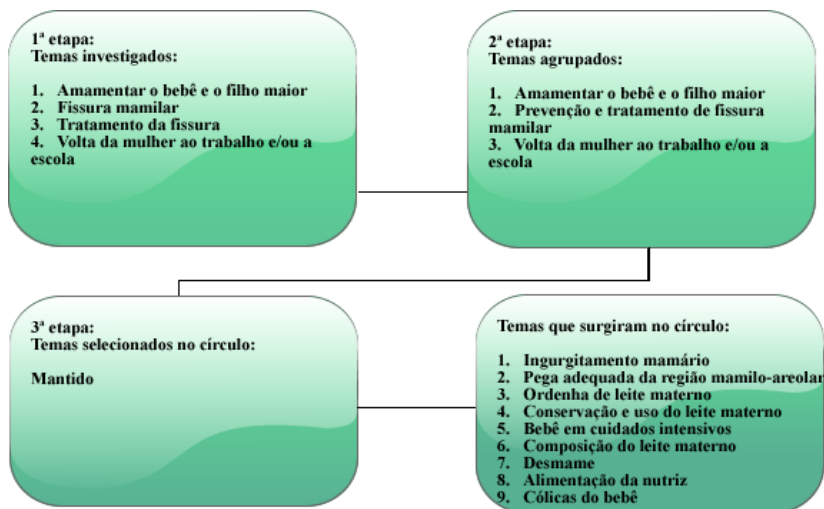 1ª etapa:
Temas investigados:
1. Amamentar o bebê e o filho maior
2. Fissura mamilar
3. Tratamento da fissura
4. Volta da mulher ao trabalho e/ou a
escola
2ª etapa:
Temas agrupados:
1. Amamentar o bebê e o filho maior
2. Prevenção e tratamento de fissura
mamilar
3. Volta da mulher ao trabalho e/ou a
escola
3ª etapa:
Temas selecionados no círculo:
Mantido
Temas que surgiram no círculo:
1. Ingurgitamento mamário
2. Pega adequada da região mamilo-areolar
3. Ordenha de leite materno
4. Conservação e uso do leite materno
5. Bebê em cuidados intensivos
6. Composição do leite materno
7. Desmame
8. Alimentação da nutriz
9. Cólicas do bebê